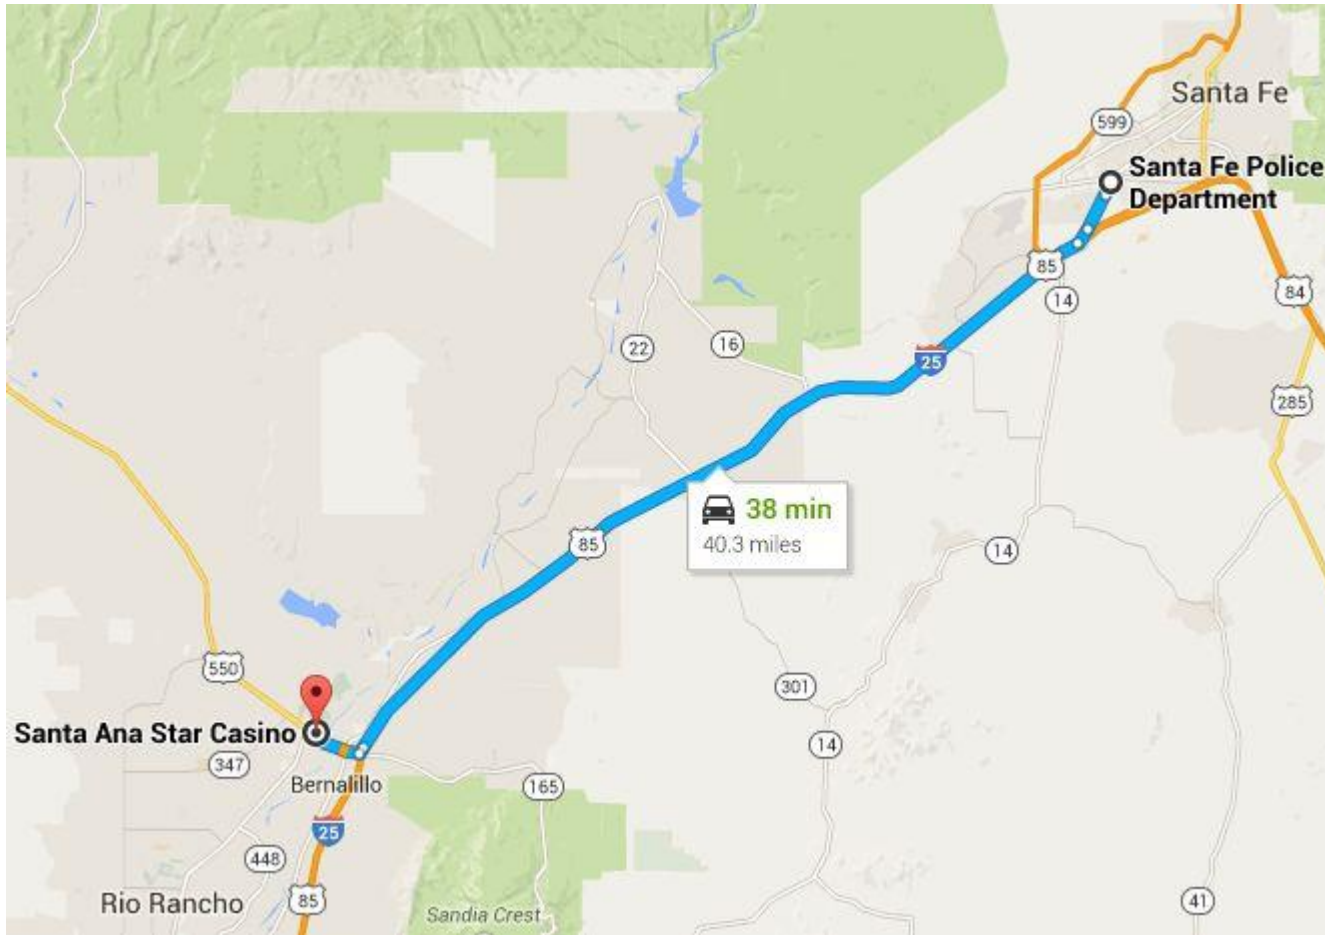 Santa Fe
599
Santa Fe Police
Department
85
14
84
22
16
25
285
38 min
40.3 miles
85
14
550
301
Santa Ana Star Casino
14
347
Bernalillo
165
25
448
Rio Rancho
85
Sandia Crest
41